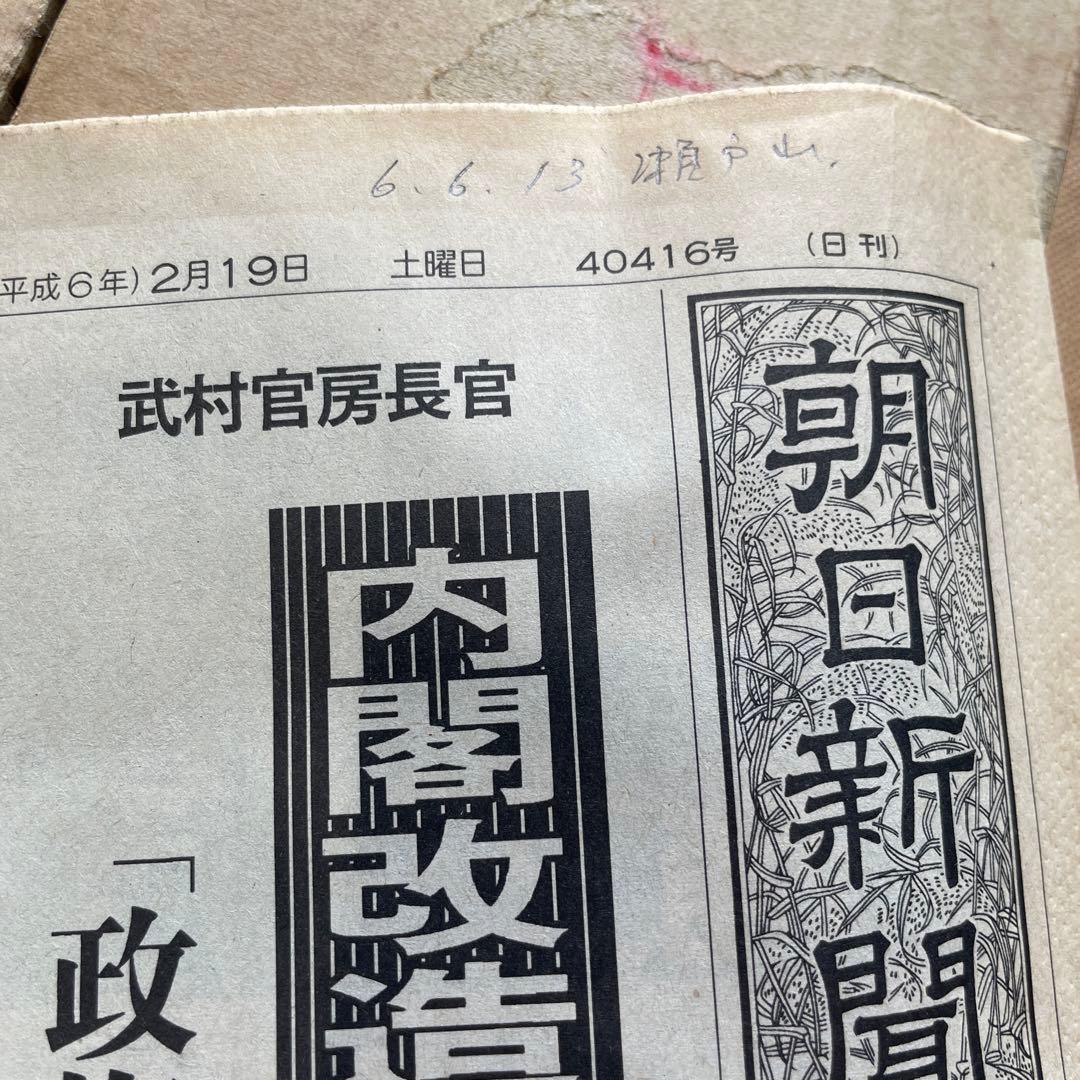 6.6.13 瀬戸山.
平成6年) 2月19日 土曜日 40416号 (日刊)
朝日新聞
武村官房長官
内閣改造
「政